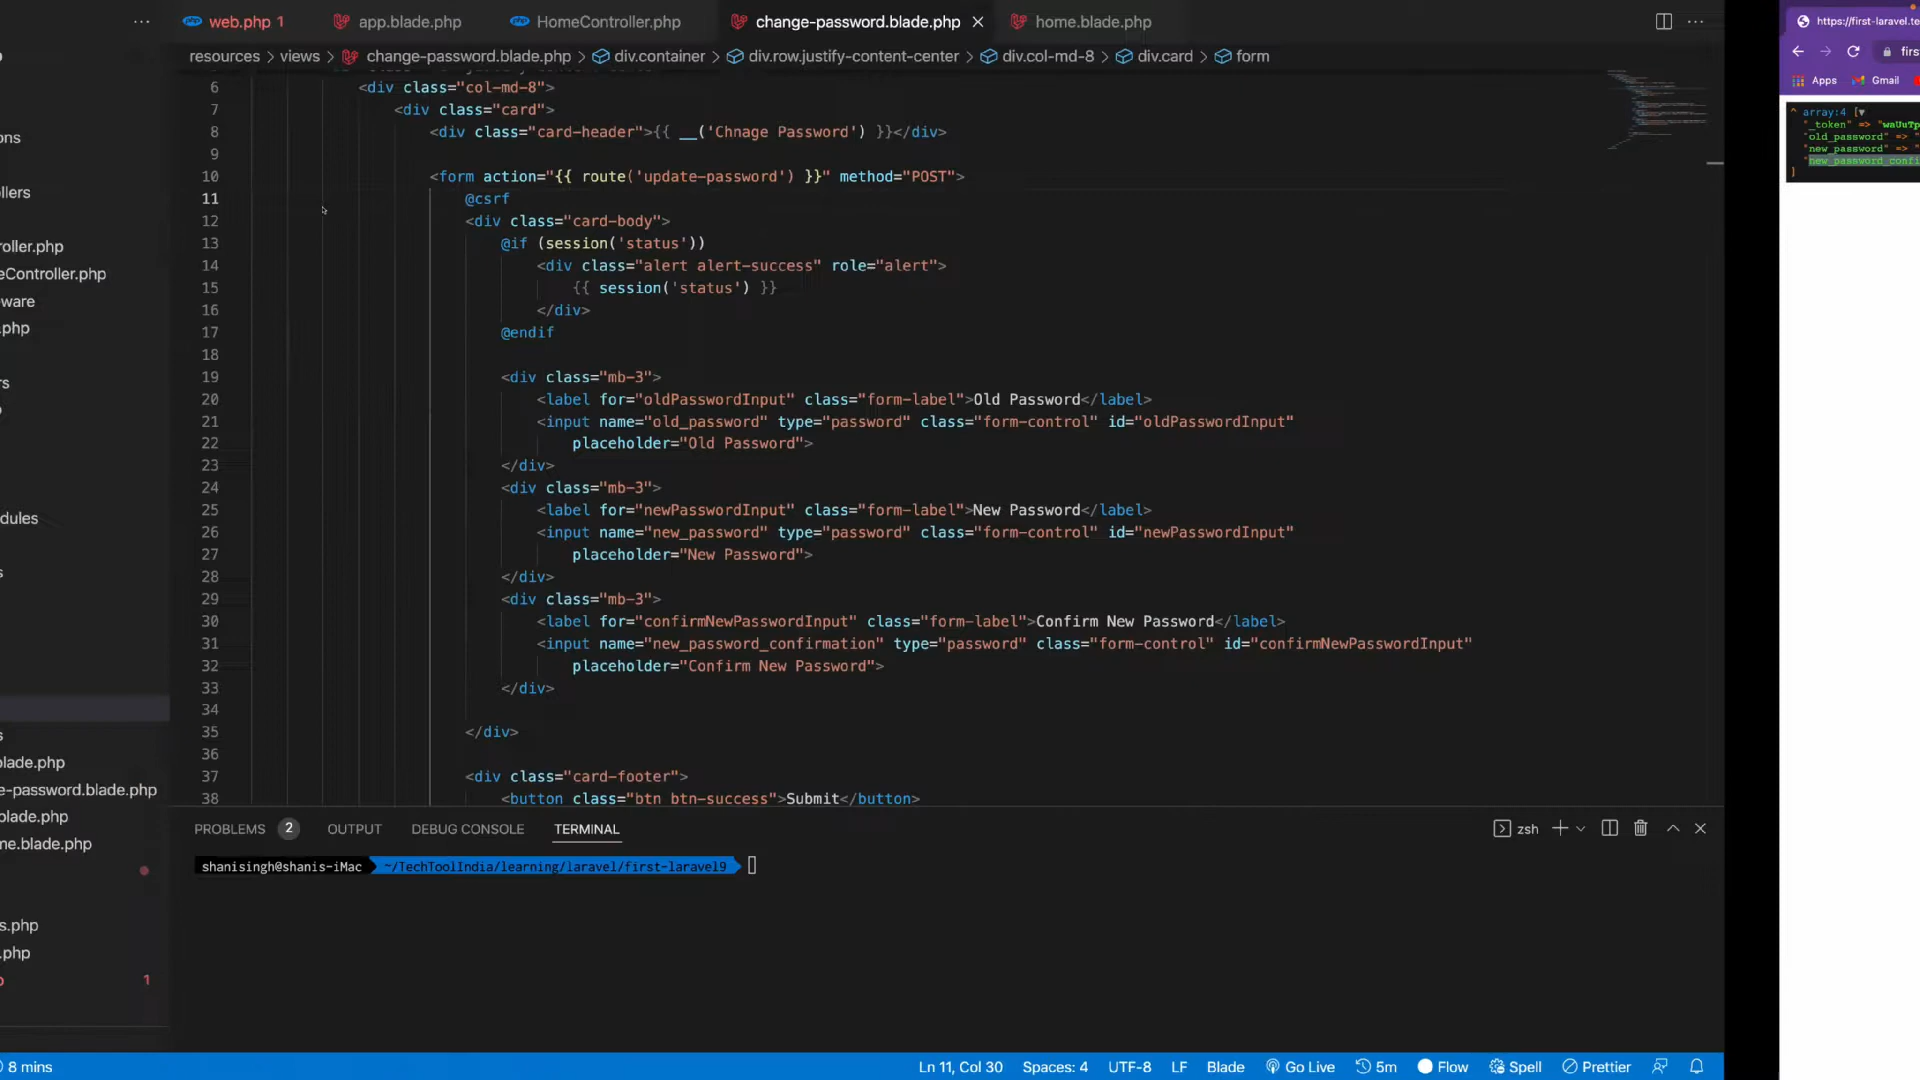 web.php 1
app.blade.php
HomeController.php
change-password.blade.php
home.blade.php
resources > views > change-password.blade.php > div.container > div.row.justify-content-center > div.col-md-8 > div.card > form
6 <div class="col-md-8">
7 <div class="card">
8 <div class="card-header">{{ __('Chnage Password') }}</div>
9
10 <form action="{{ route('update-password') }}" method="POST">
11 @csrf
12 <div class="card-body">
13 @if (session('status'))
14 <div class="alert alert-success" role="alert">
15 {{ session('status') }}
16 </div>
17 @endif
18
19 <div class="mb-3">
20 <label for="oldPasswordInput" class="form-label">Old Password</label>
21 <input name="old_password" type="password" class="form-control" id="oldPasswordInput"
22 placeholder="Old Password">
23 </div>
24 <div class="mb-3">
25 <label for="newPasswordInput" class="form-label">New Password</label>
26 <input name="new_password" type="password" class="form-control" id="newPasswordInput"
27 placeholder="New Password">
28 </div>
29 <div class="mb-3">
30 <label for="confirmNewPasswordInput" class="form-label">Confirm New Password</label>
31 <input name="new_password_confirmation" type="password" class="form-control" id="confirmNewPasswordInput"
32 placeholder="Confirm New Password">
33 </div>
34
35 </div>
36
37 <div class="card-footer">
38 <button class="btn btn-success">Submit</button>
ons
llers
roller.php
eController.php
ware
.php
rs
dules
s
s
blade.php
e-password.blade.php
blade.php
me.blade.php
s.php
.php
1
PROBLEMS 2
OUTPUT
DEBUG CONSOLE
TERMINAL
zsh
shanisingh@shanis-iMac ~/TechToolIndia/learning/laravel/first-laravel9
8 mins
Ln 11, Col 30
Spaces: 4
UTF-8
LF
Blade
Go Live
5m
Flow
Spell
Prettier
https://first-laravel.te
firs
Apps
Gmail
^ array:4 [▼
"_token" => "waUuTp
"old_password" => "
"new_password" => "
"new_password_confi
]